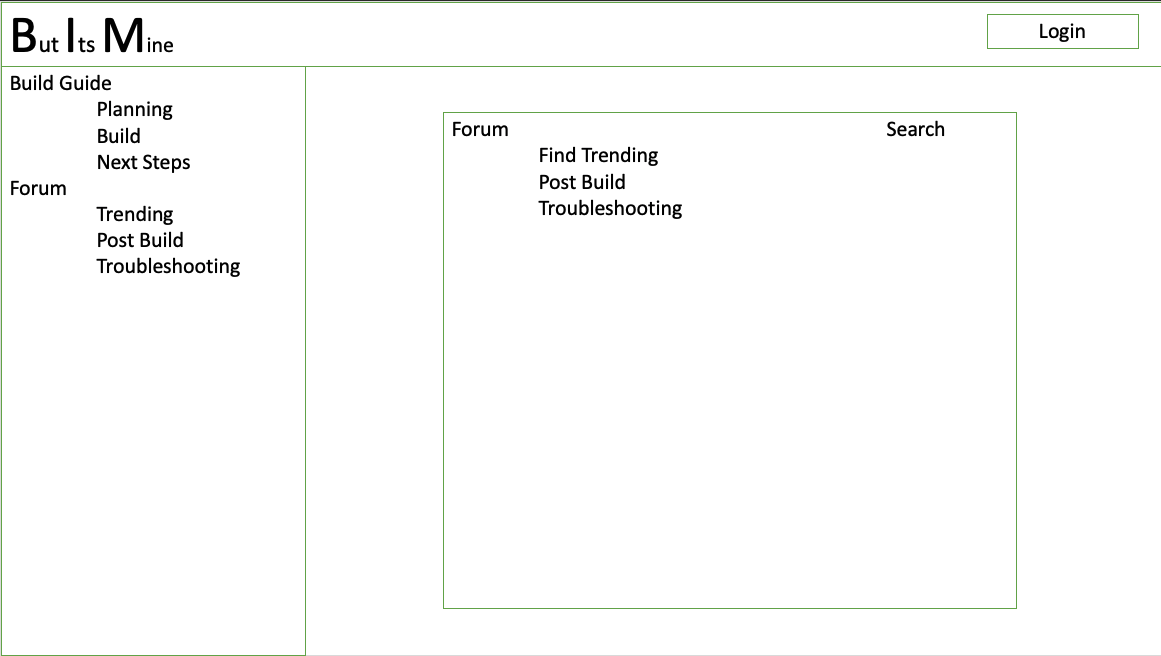 But Its Mine
Login
Build Guide
Planning
Build
Next Steps
Forum
Trending
Post Build
Troubleshooting
Forum
Search
Find Trending
Post Build
Troubleshooting